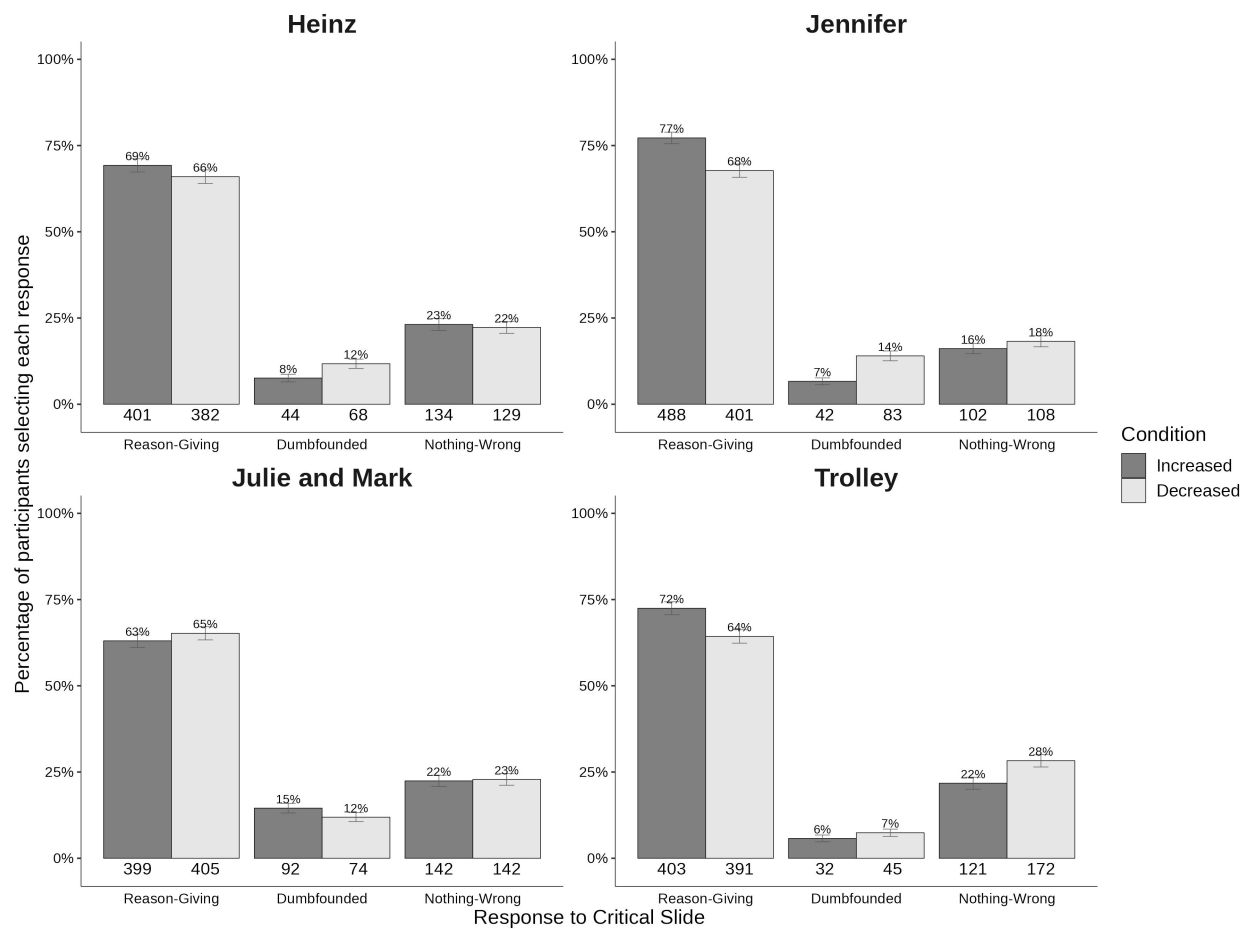 Heinz
Jennifer
100%
75%
50%
25%
0%
69%
66%
8%
12%
23%
22%
401 382 44 68 134 129
Reason-Giving Dumbfounded Nothing-Wrong
100%
75%
50%
25%
0%
77%
68%
7%
14%
16%
18%
488 401 42 83 102 108
Reason-Giving Dumbfounded Nothing-Wrong
Percentage of participants selecting each response
Condition
Increased
Decreased
Julie and Mark
Trolley
100%
75%
50%
25%
0%
63%
65%
15%
12%
22%
23%
399 405 92 74 142 142
Reason-Giving Dumbfounded Nothing-Wrong
100%
75%
50%
25%
0%
72%
64%
6%
7%
22%
28%
403 391 32 45 121 172
Reason-Giving Dumbfounded Nothing-Wrong
Response to Critical Slide